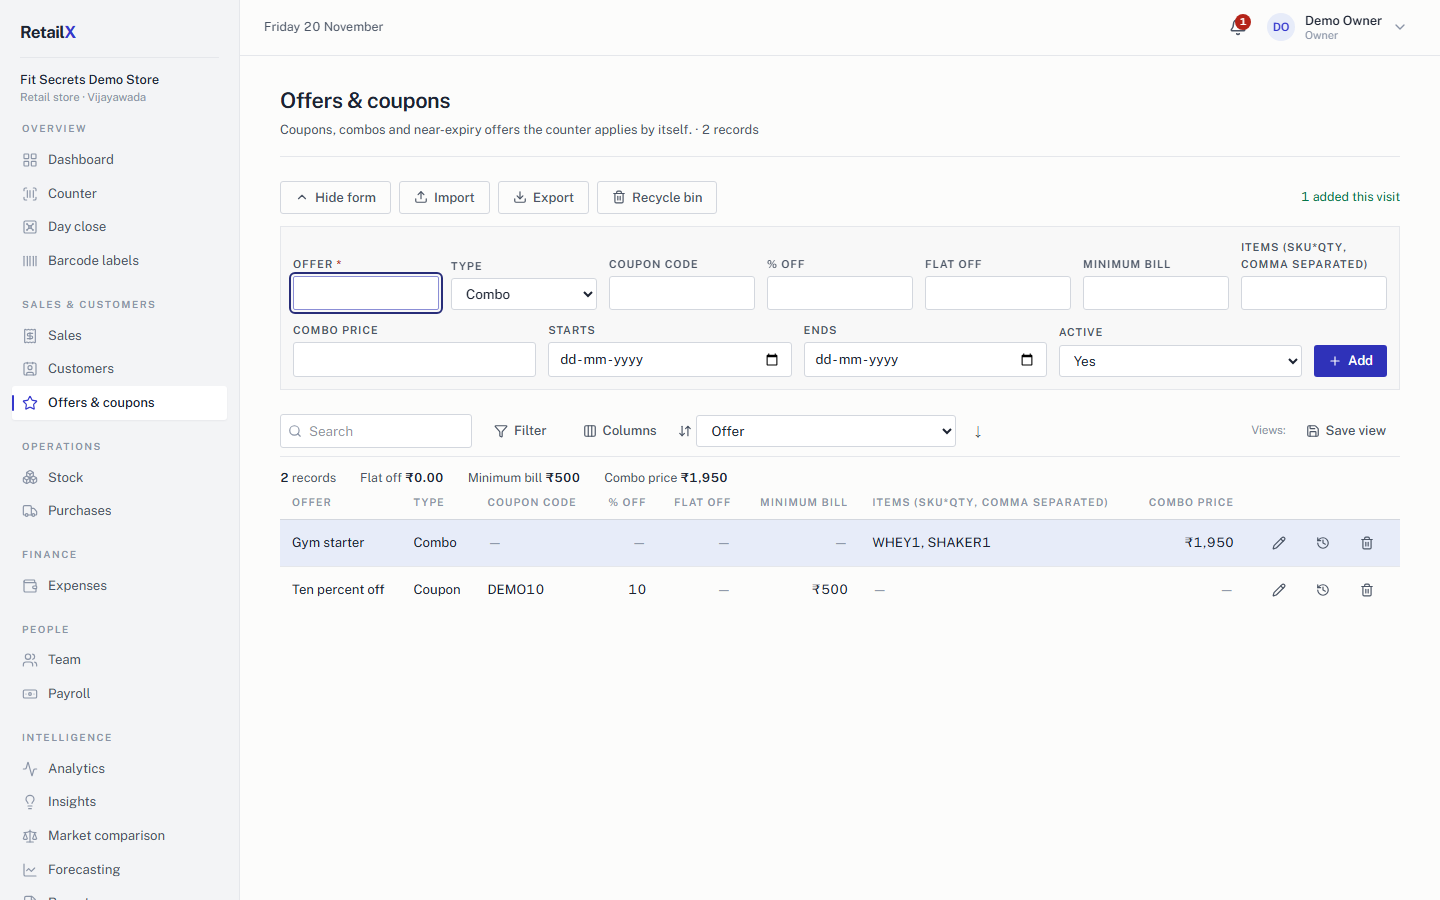 RetailX
Fit Secrets Demo Store
Retail store · Vijayawada
OVERVIEW
Dashboard
Counter
Day close
Barcode labels
SALES & CUSTOMERS
Sales
Customers
Offers & coupons
OPERATIONS
Stock
Purchases
FINANCE
Expenses
PEOPLE
Team
Payroll
INTELLIGENCE
Analytics
Insights
Market comparison
Forecasting
Friday 20 November
1
DO
Demo Owner
Owner
Offers & coupons
Coupons, combos and near-expiry offers the counter applies by itself. · 2 records
Hide form Import Export Recycle bin 1 added this visit
OFFER * TYPE COUPON CODE % OFF FLAT OFF MINIMUM BILL ITEMS (SKU*QTY, COMMA SEPARATED)
Combo
COMBO PRICE STARTS ENDS ACTIVE
dd-mm-yyyy dd-mm-yyyy Yes + Add
Search Filter Columns Offer ↓ Views: Save view
2 records Flat off ₹0.00 Minimum bill ₹500 Combo price ₹1,950
OFFER TYPE COUPON CODE % OFF FLAT OFF MINIMUM BILL ITEMS (SKU*QTY, COMMA SEPARATED) COMBO PRICE
Gym starter Combo — — — — WHEY1, SHAKER1 ₹1,950
Ten percent off Coupon DEMO10 10 — ₹500 — —